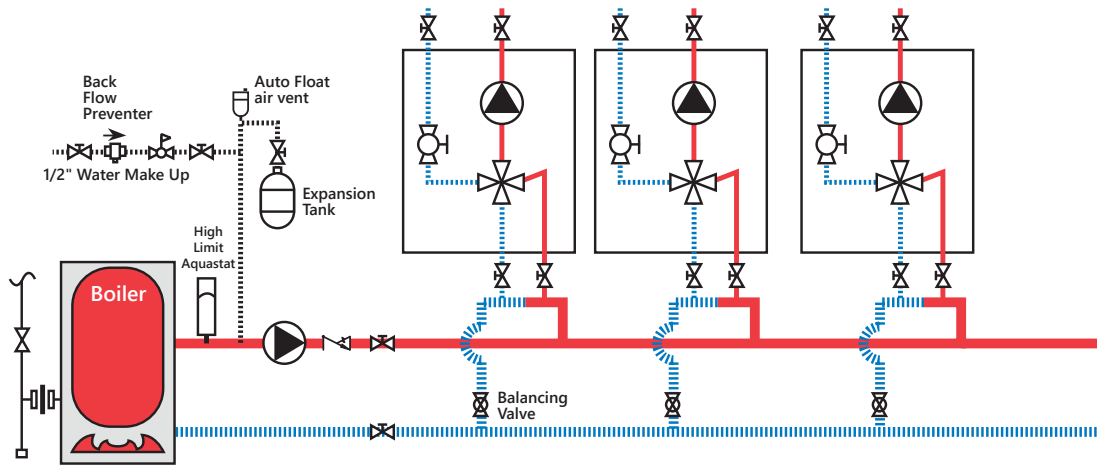 Back
Flow
Preventer
Auto Float
air vent
1/2" Water Make Up
Expansion
Tank
High
Limit
Aquastat
Boiler
Balancing
Valve